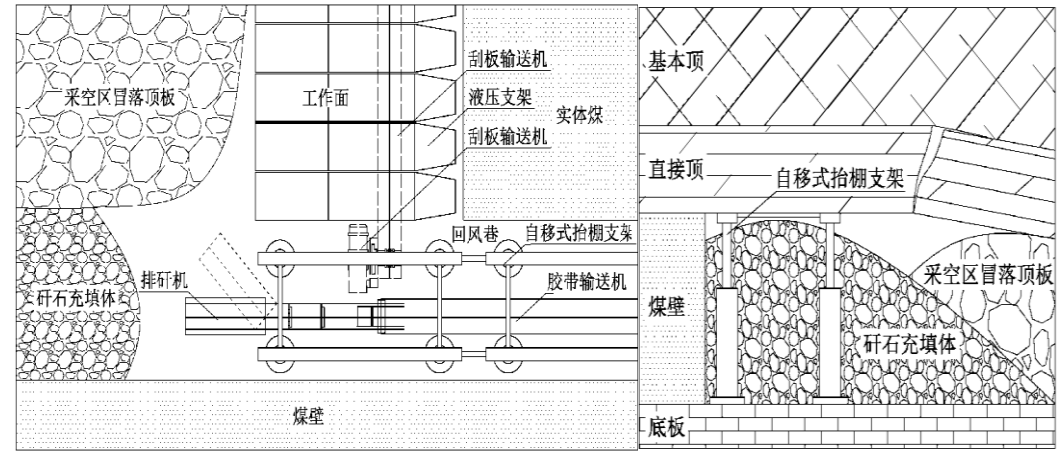 刮板输送机
采空区冒落顶板
工作面
液压支架
实体煤
刮板输送机
回风巷
自移式抬棚支架
排矸机
胶带输送机
矸石充填体
煤壁
基本顶
直接顶
自移式抬棚支架
采空区冒落顶板
煤壁
矸石充填体
底板